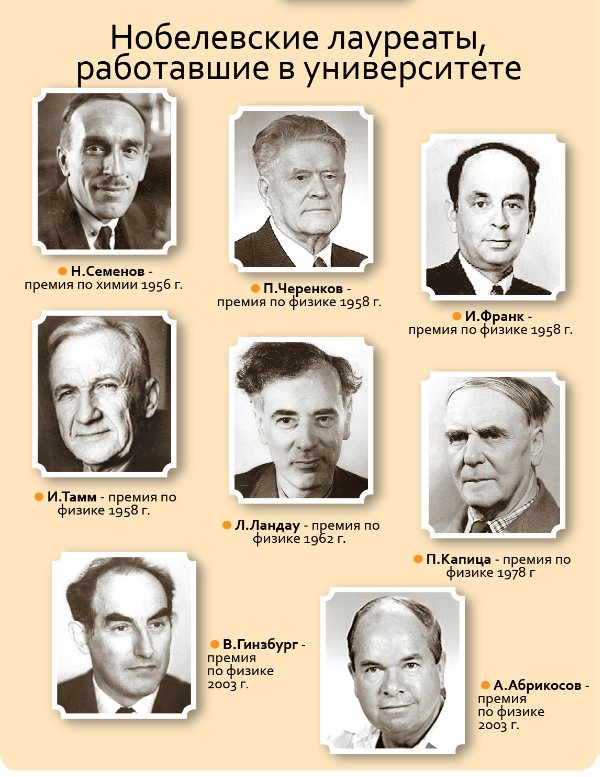 Нобелевские лауреаты,
работавшие в университете
Н.Семенов -
премия по химии 1956 г.
П.Черенков -
премия по физике 1958 г.
И.Франк -
премия по физике 1958 г.
И.Тамм - премия по
физике 1958 г.
Л.Ландау - премия по
физике 1962 г.
П.Капица - премия по
физике 1978 г
В.Гинзбург -
премия
по физике
2003 г.
А.Абрикосов -
премия
по физике
2003 г.